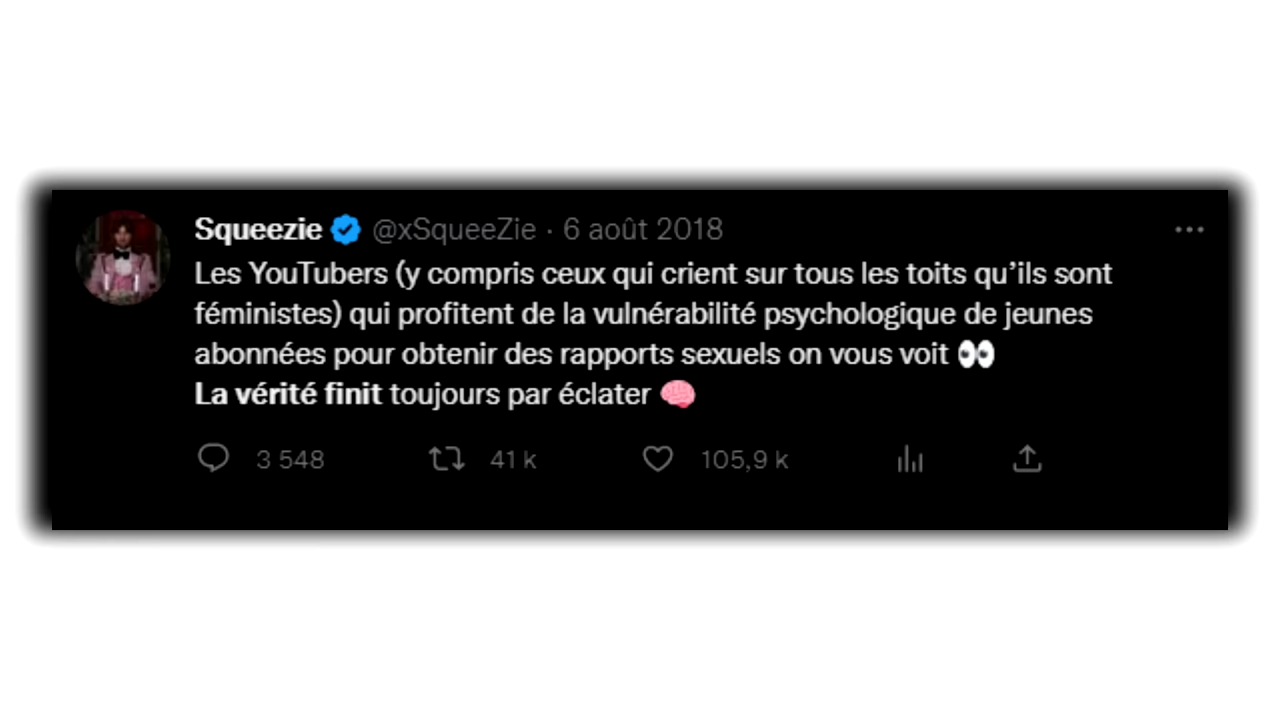 Squeezie @xSqueeZie · 6 août 2018
Les YouTubers (y compris ceux qui crient sur tous les toits qu’ils sont
féministes) qui profitent de la vulnérabilité psychologique de jeunes
abonnées pour obtenir des rapports sexuels on vous voit 👀
La vérité finit toujours par éclater 🧠
3 548 41 k 105,9 k